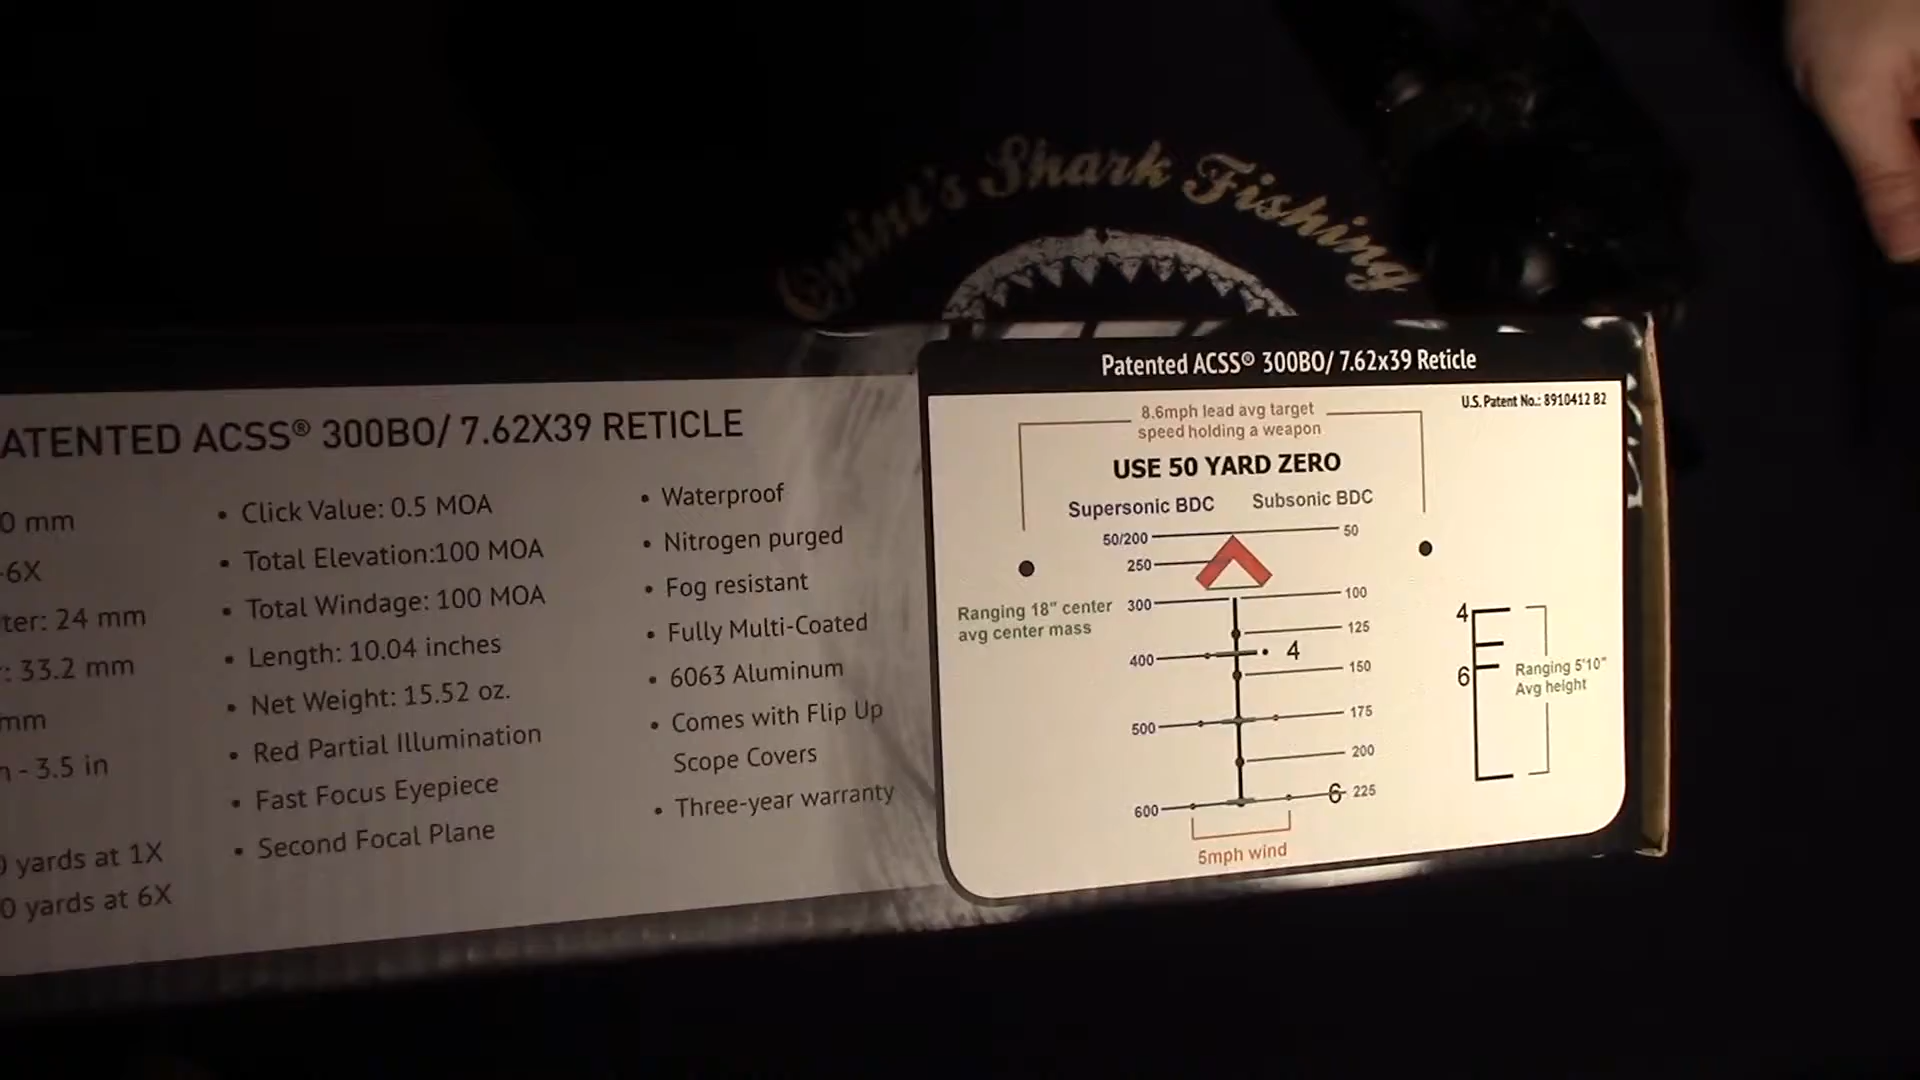 Quint's Shark Fishing
Patented ACSS® 300BO/ 7.62x39 Reticle
ATENTED ACSS® 300BO/ 7.62X39 RETICLE
0 mm
-6X
ter: 24 mm
: 33.2 mm
mm
- 3.5 in
yards at 1X
0 yards at 6X
• Click Value: 0.5 MOA
• Total Elevation:100 MOA
• Total Windage: 100 MOA
• Length: 10.04 inches
• Net Weight: 15.52 oz.
• Red Partial Illumination
• Fast Focus Eyepiece
• Second Focal Plane
• Waterproof
• Nitrogen purged
• Fog resistant
• Fully Multi-Coated
• 6063 Aluminum
• Comes with Flip Up
Scope Covers
• Three-year warranty
U.S. Patent No.: 8910412 B2
8.6mph lead avg target
speed holding a weapon
USE 50 YARD ZERO
Supersonic BDC
Subsonic BDC
50/200
50
250
Ranging 18" center
avg center mass
300
100
125
400
4
150
500
175
200
600
6
225
5mph wind
4
6
Ranging 5'10"
Avg height